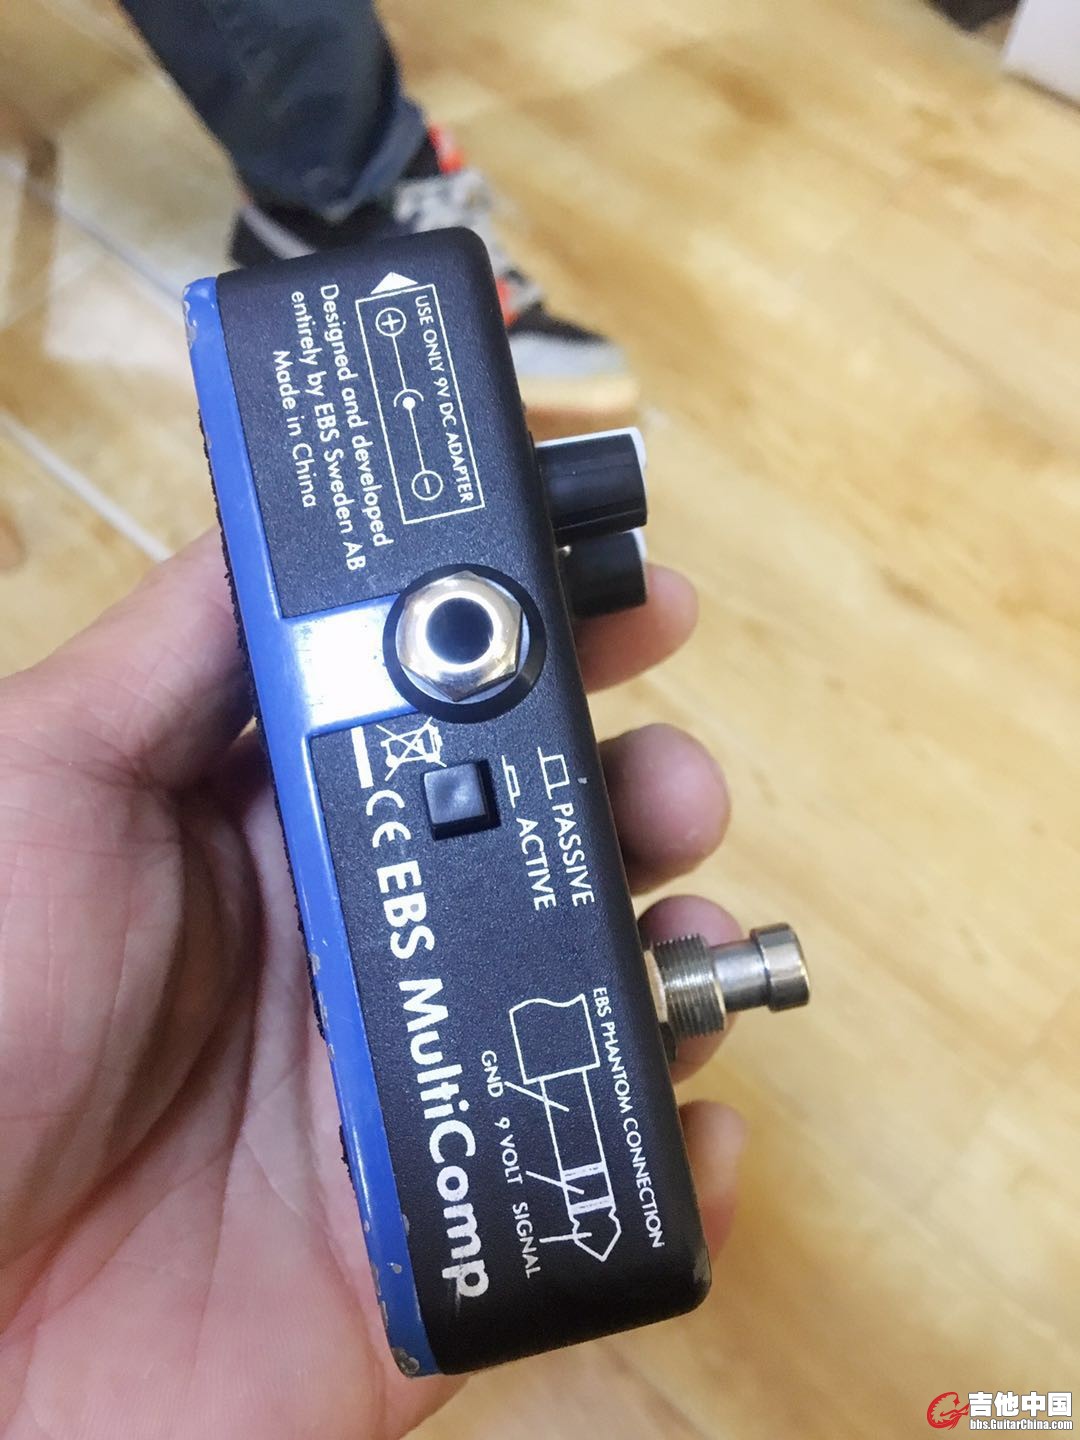 USE ONLY 9V DC ADAPTER
Designed and developed
entirely by EBS Sweden AB
Made in China
PASSIVE
ACTIVE
CE EBS MultiComp
EBS PHANTOM CONNECTION
GND 9 VOLT SIGNAL
吉他中国
bbs.GuitarChina.com